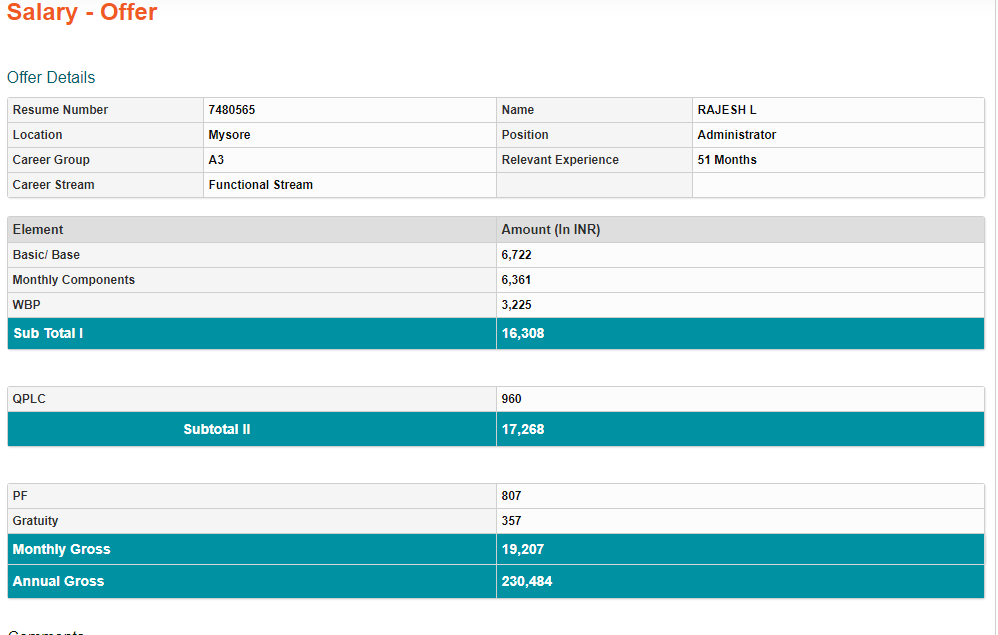 Salary - Offer
Offer Details
Resume Number 7480565 Name RAJESH L
Location Mysore Position Administrator
Career Group A3 Relevant Experience 51 Months
Career Stream Functional Stream
Element Amount (In INR)
Basic/ Base 6,722
Monthly Components 6,361
WBP 3,225
Sub Total I 16,308
QPLC 960
Subtotal II 17,268
PF 807
Gratuity 357
Monthly Gross 19,207
Annual Gross 230,484
Comments